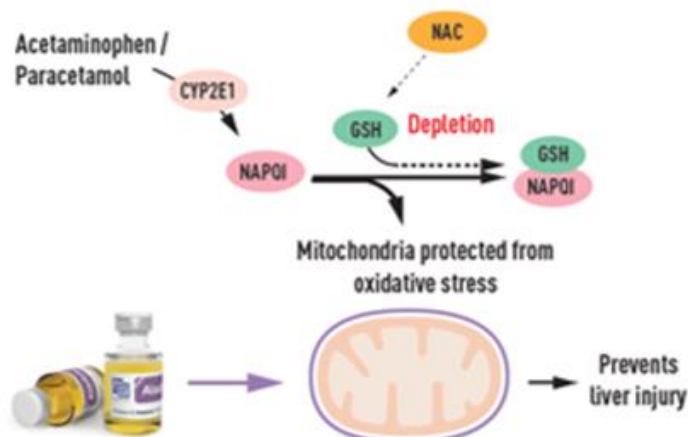 Acetaminophen /
Paracetamol
CYP2E1
NAC
GSH
Depletion
NAPQI
GSH
NAPQI
Mitochondria protected from
oxidative stress
Prevents
liver injury